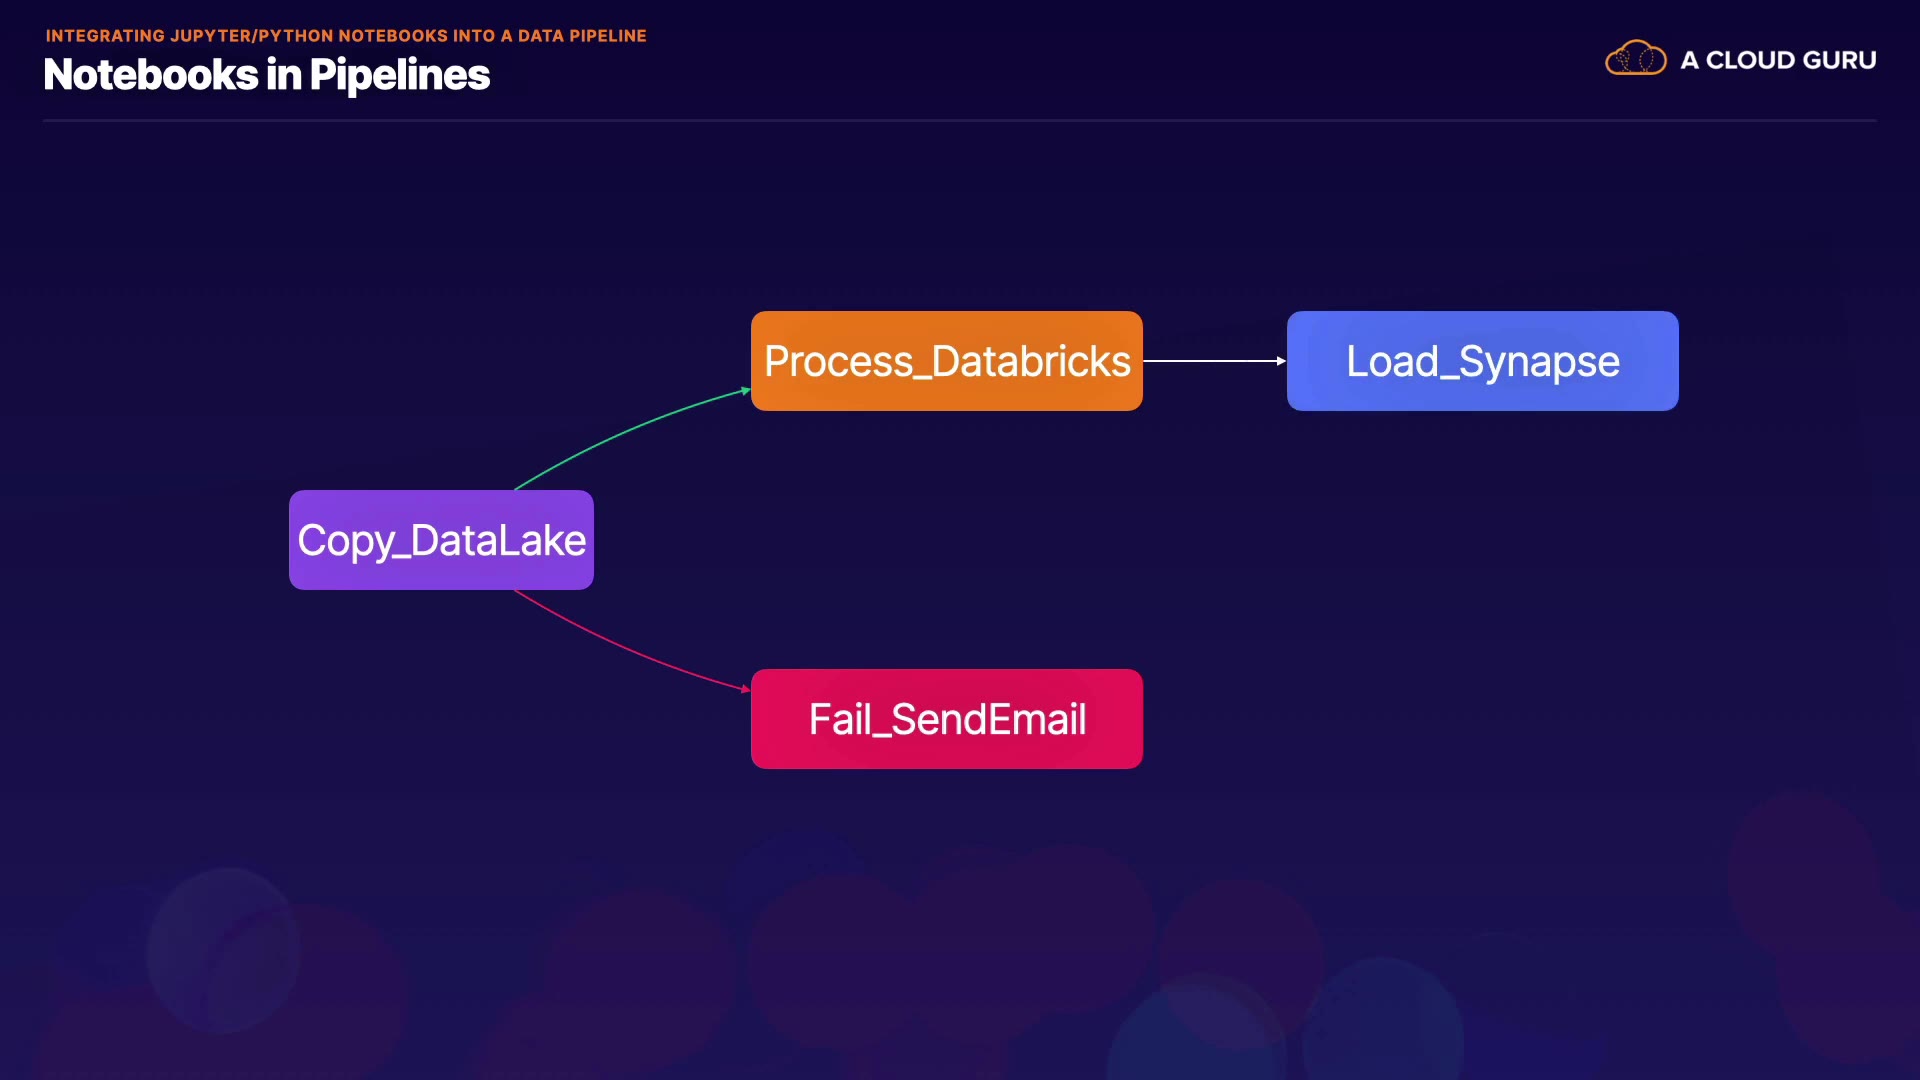 INTEGRATING JUPYTER/PYTHON NOTEBOOKS INTO A DATA PIPELINE
Notebooks in Pipelines
A CLOUD GURU
Process_Databricks
Load_Synapse
Copy_DataLake
Fail_SendEmail